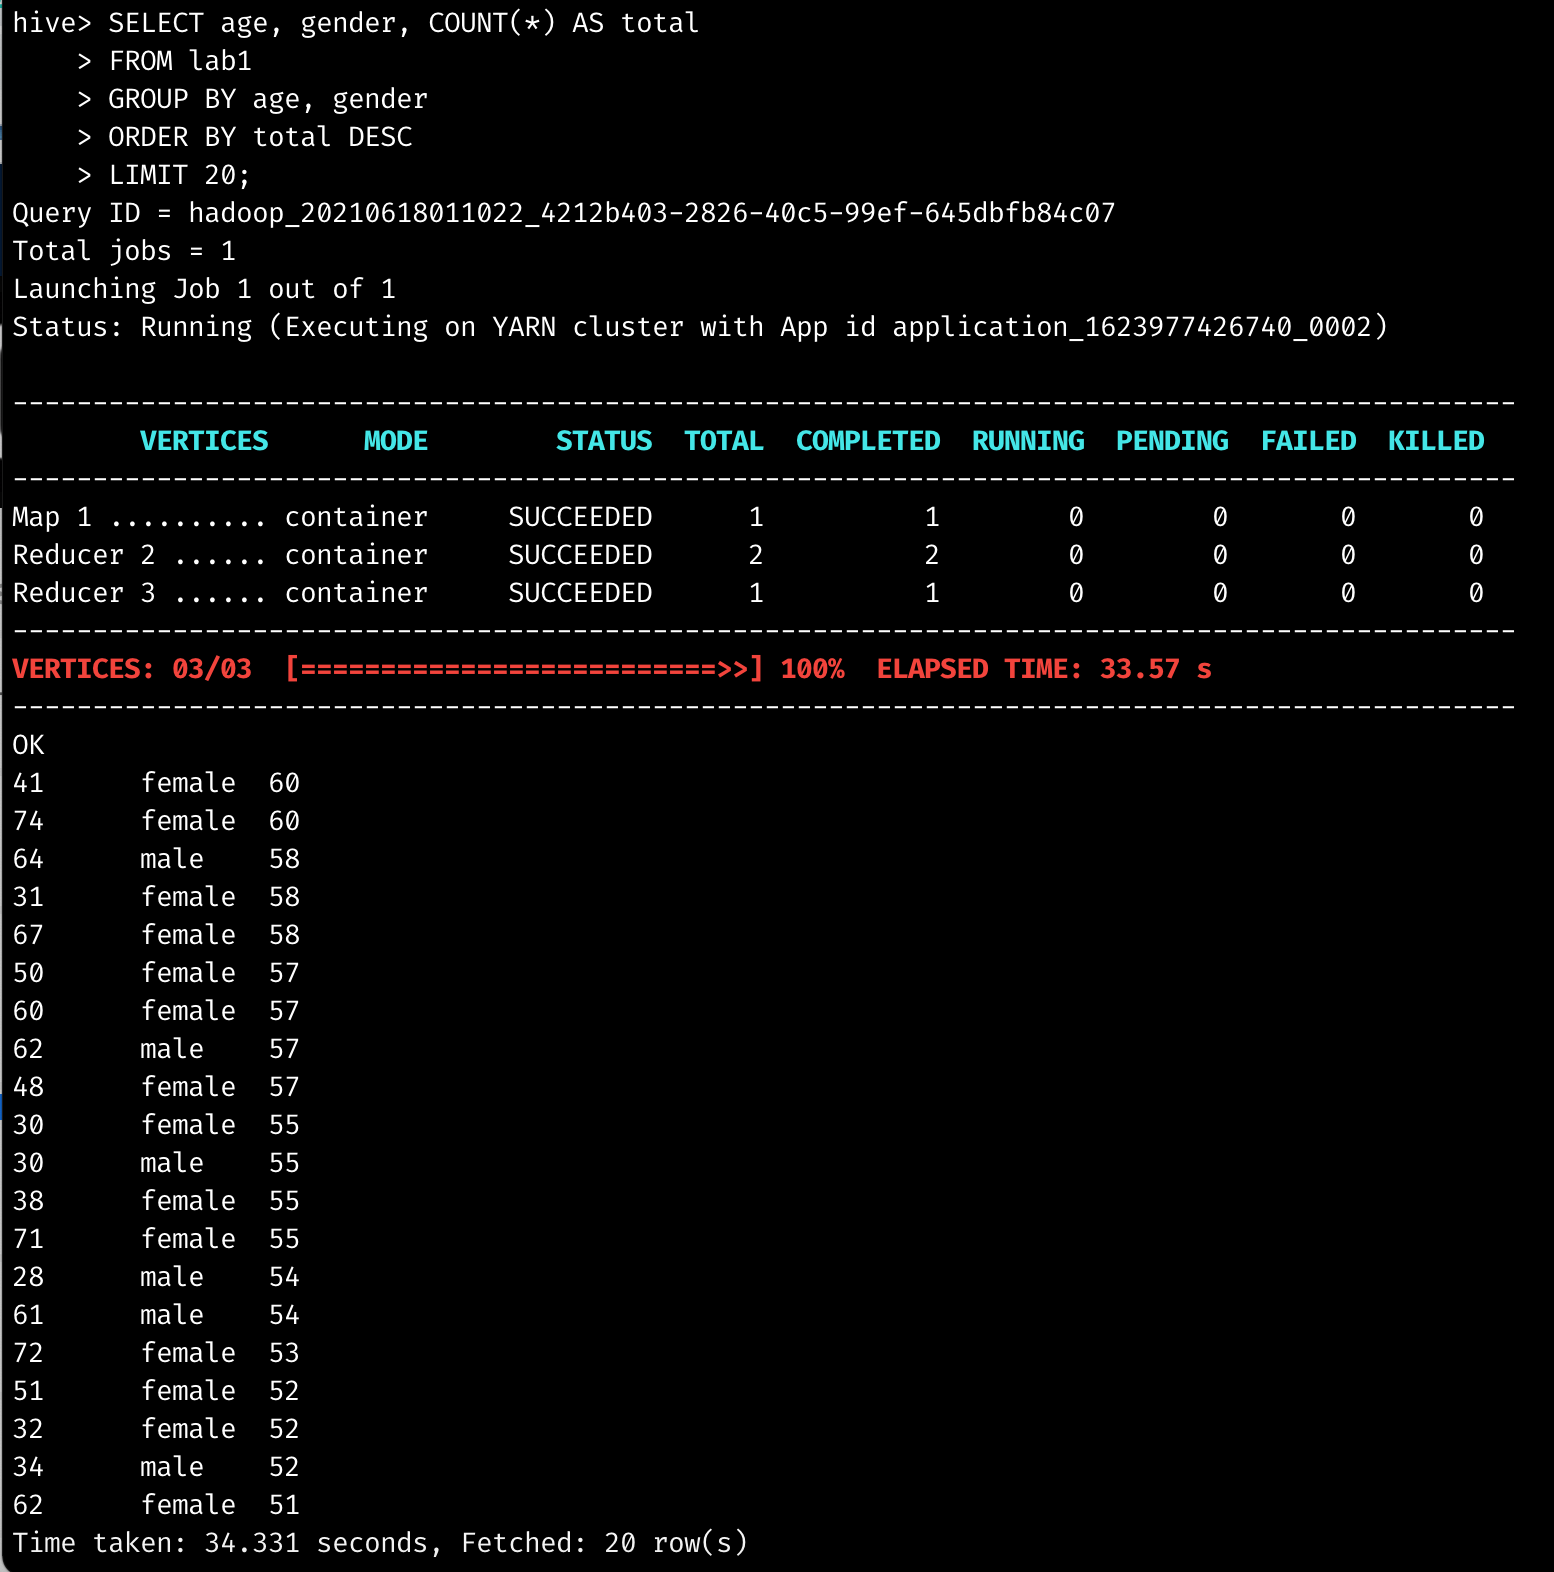 hive> SELECT age, gender, COUNT(*) AS total
    > FROM lab1
    > GROUP BY age, gender
    > ORDER BY total DESC
    > LIMIT 20;
Query ID = hadoop_20210618011022_4212b403-2826-40c5-99ef-645dbfb84c07
Total jobs = 1
Launching Job 1 out of 1
Status: Running (Executing on YARN cluster with App id application_1623977426740_0002)

----------------------------------------------------------------------------------------------
        VERTICES      MODE        STATUS  TOTAL  COMPLETED  RUNNING  PENDING  FAILED  KILLED
----------------------------------------------------------------------------------------------
Map 1 .......... container     SUCCEEDED      1          1        0        0       0       0
Reducer 2 ...... container     SUCCEEDED      2          2        0        0       0       0
Reducer 3 ...... container     SUCCEEDED      1          1        0        0       0       0
----------------------------------------------------------------------------------------------
VERTICES: 03/03  [==========================>>] 100%  ELAPSED TIME: 33.57 s
----------------------------------------------------------------------------------------------
OK
41      female  60
74      female  60
64      male    58
31      female  58
67      female  58
50      female  57
60      female  57
62      male    57
48      female  57
30      female  55
30      male    55
38      female  55
71      female  55
28      male    54
61      male    54
72      female  53
51      female  52
32      female  52
34      male    52
62      female  51
Time taken: 34.331 seconds, Fetched: 20 row(s)